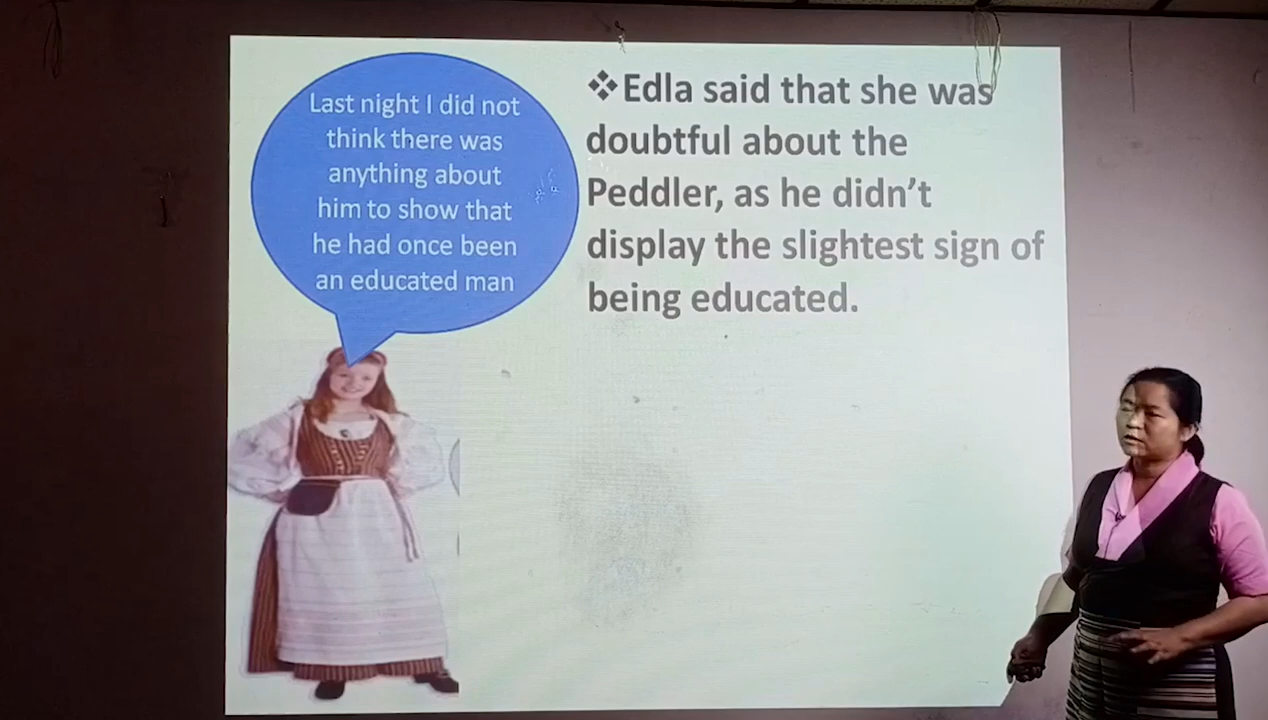 Last night I did not
think there was
anything about
him to show that
he had once been
an educated man
❖Edla said that she was
doubtful about the
Peddler, as he didn’t
display the slightest sign of
being educated.